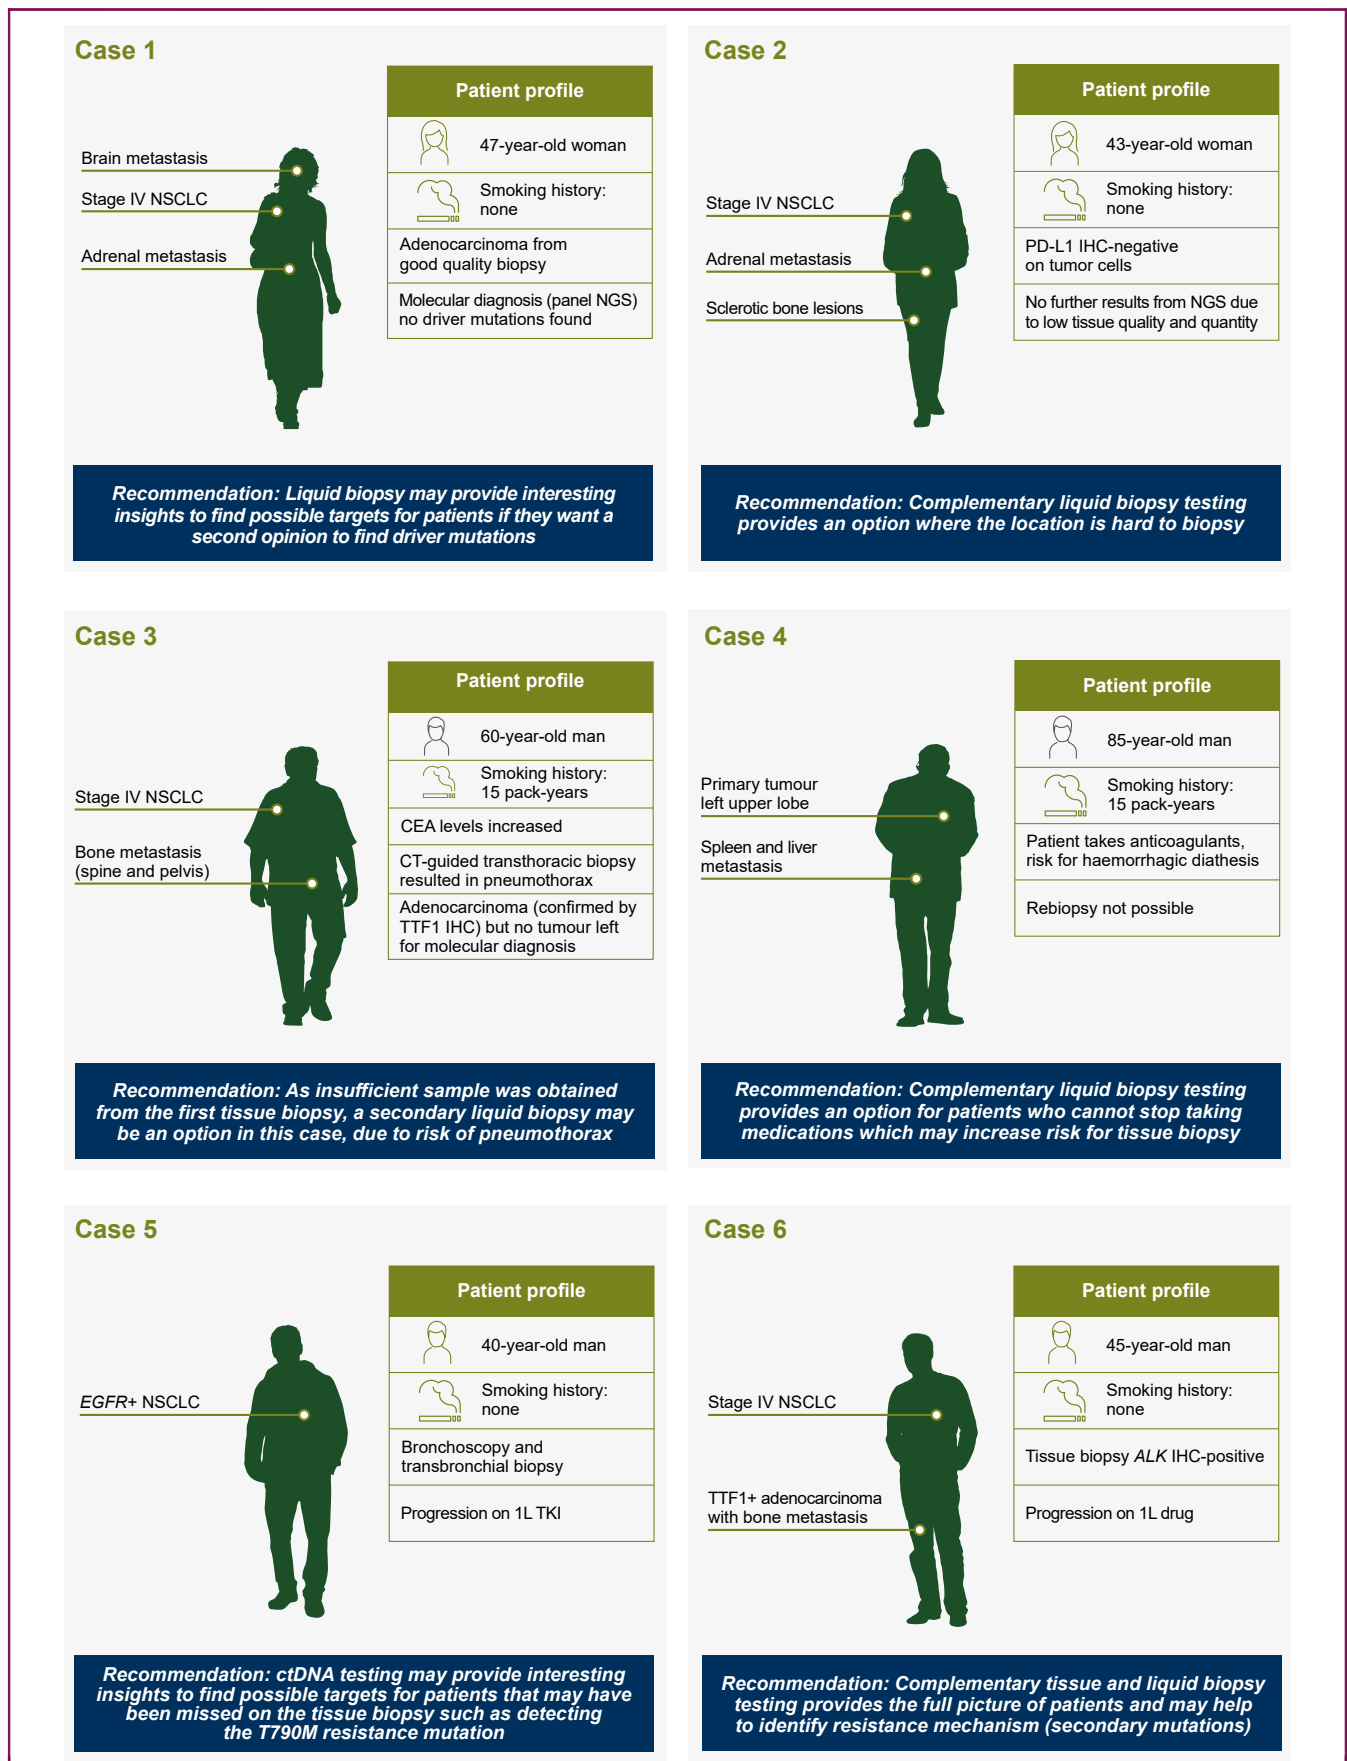 Case 1
Patient profile
47-year-old woman
Smoking history:
none
Adenocarcinoma from
good quality biopsy
Molecular diagnosis (panel NGS)
no driver mutations found
Brain metastasis
Stage IV NSCLC
Adrenal metastasis
Recommendation: Liquid biopsy may provide interesting
insights to find possible targets for patients if they want a
second opinion to find driver mutations
Case 2
Patient profile
43-year-old woman
Smoking history:
none
PD-L1 IHC-negative
on tumor cells
No further results from NGS due
to low tissue quality and quantity
Stage IV NSCLC
Adrenal metastasis
Sclerotic bone lesions
Recommendation: Complementary liquid biopsy testing
provides an option where the location is hard to biopsy
Case 3
Patient profile
60-year-old man
Smoking history:
15 pack-years
CEA levels increased
CT-guided transthoracic biopsy
resulted in pneumothorax
Adenocarcinoma (confirmed by
TTF1 IHC) but no tumour left
for molecular diagnosis
Stage IV NSCLC
Bone metastasis
(spine and pelvis)
Recommendation: As insufficient sample was obtained
from the first tissue biopsy, a secondary liquid biopsy may
be an option in this case, due to risk of pneumothorax
Case 4
Patient profile
85-year-old man
Smoking history:
15 pack-years
Patient takes anticoagulants,
risk for haemorrhagic diathesis
Rebiopsy not possible
Primary tumour
left upper lobe
Spleen and liver
metastasis
Recommendation: Complementary liquid biopsy testing
provides an option for patients who cannot stop taking
medications which may increase risk for tissue biopsy
Case 5
Patient profile
40-year-old man
Smoking history:
none
Bronchoscopy and
transbronchial biopsy
Progression on 1L TKI
EGFR+ NSCLC
Recommendation: ctDNA testing may provide interesting
insights to find possible targets for patients that may have
been missed on the tissue biopsy such as detecting
the T790M resistance mutation
Case 6
Patient profile
45-year-old man
Smoking history:
none
Tissue biopsy ALK IHC-positive
Progression on 1L drug
Stage IV NSCLC
TTF1+ adenocarcinoma
with bone metastasis
Recommendation: Complementary tissue and liquid biopsy
testing provides the full picture of patients and may help
to identify resistance mechanism (secondary mutations)